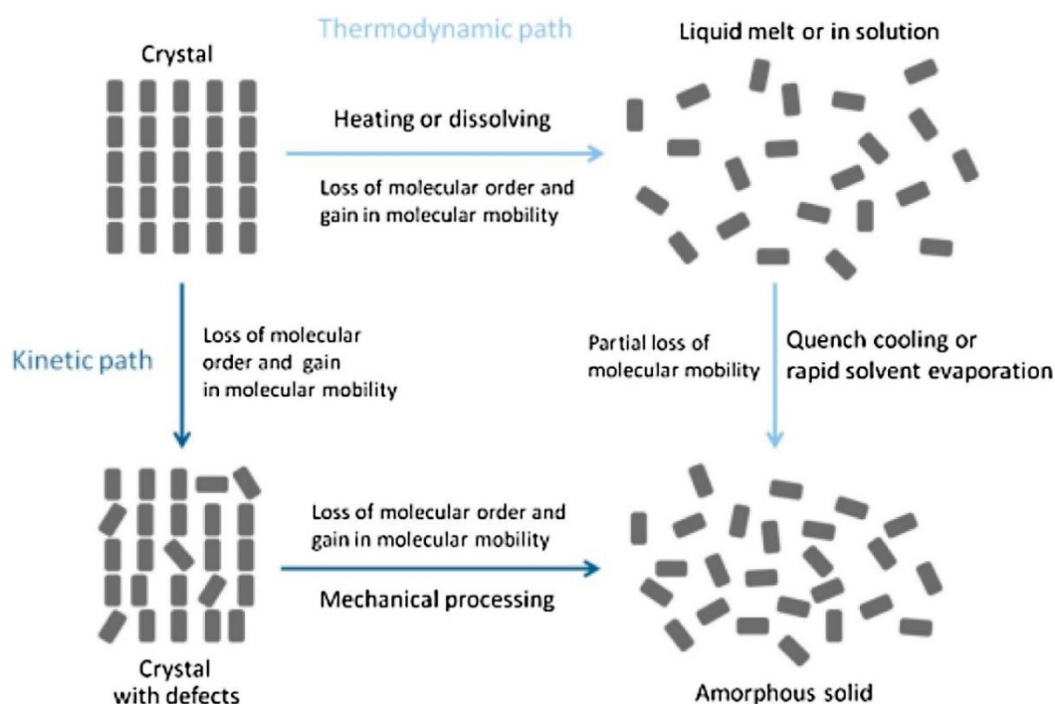 Thermodynamic path
Crystal
Liquid melt or in solution
Heating or dissolving
Loss of molecular order and
gain in molecular mobility
Kinetic path
Loss of molecular
order and gain
in molecular mobility
Partial loss of
molecular mobility
Quench cooling or
rapid solvent evaporation
Loss of molecular order and
gain in molecular mobility
Mechanical processing
Crystal
with defects
Amorphous solid